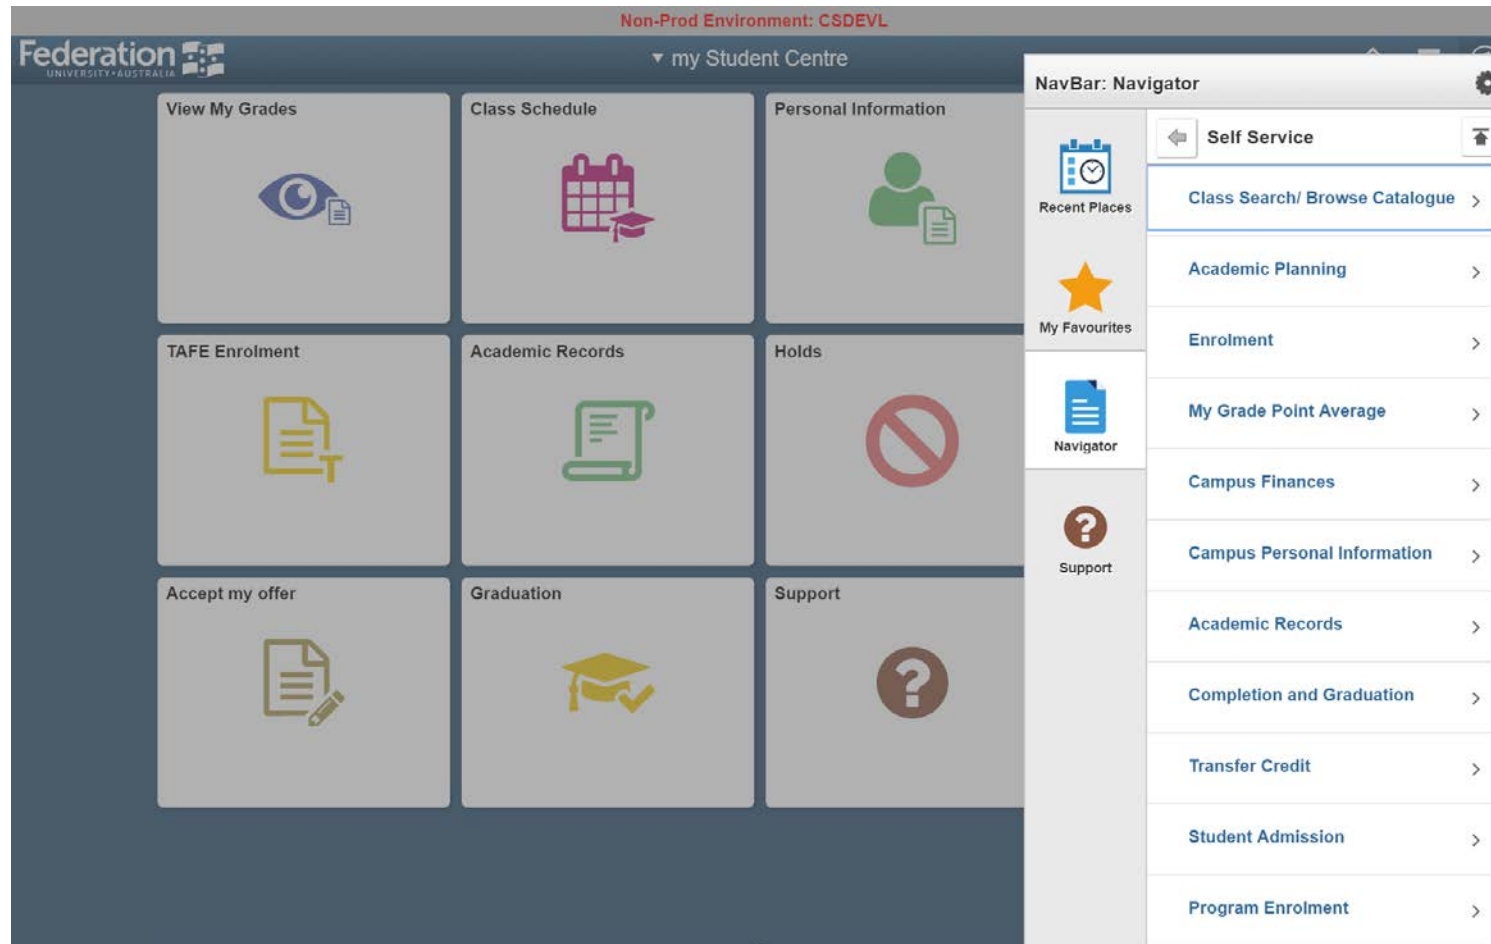 Non-Prod Environment: CSDEVL
Federation
UNIVERSITY•AUSTRALIA
my Student Centre
NavBar: Navigator
View My Grades
Class Schedule
Personal Information
TAFE Enrolment
Academic Records
Holds
Accept my offer
Graduation
Support
Recent Places
My Favourites
Navigator
Support
Self Service
Class Search/ Browse Catalogue
Academic Planning
Enrolment
My Grade Point Average
Campus Finances
Campus Personal Information
Academic Records
Completion and Graduation
Transfer Credit
Student Admission
Program Enrolment